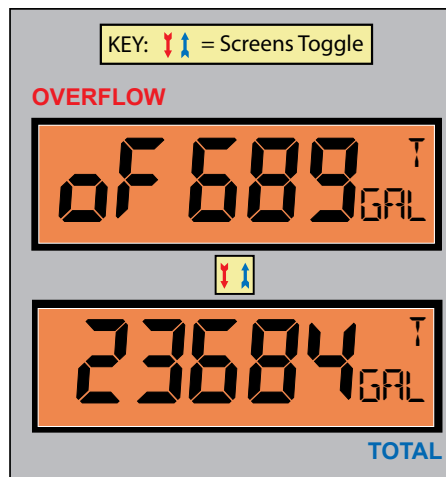 KEY: = Screens Toggle
OVERFLOW
oF 689 GAL T
23684 GAL T
TOTAL